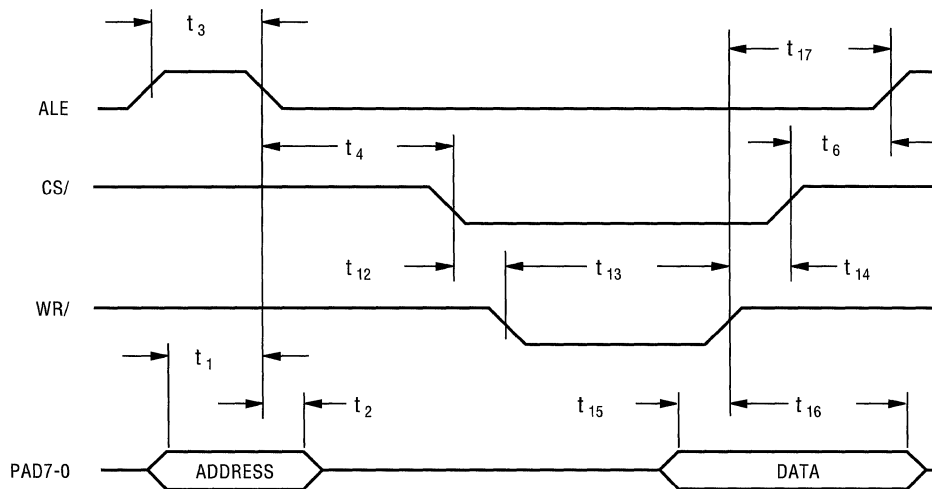 t3
t17
ALE
t4
t6
CS/
t12
t13
t14
WR/
t1
t2
t15
t16
PAD7-0
ADDRESS
DATA